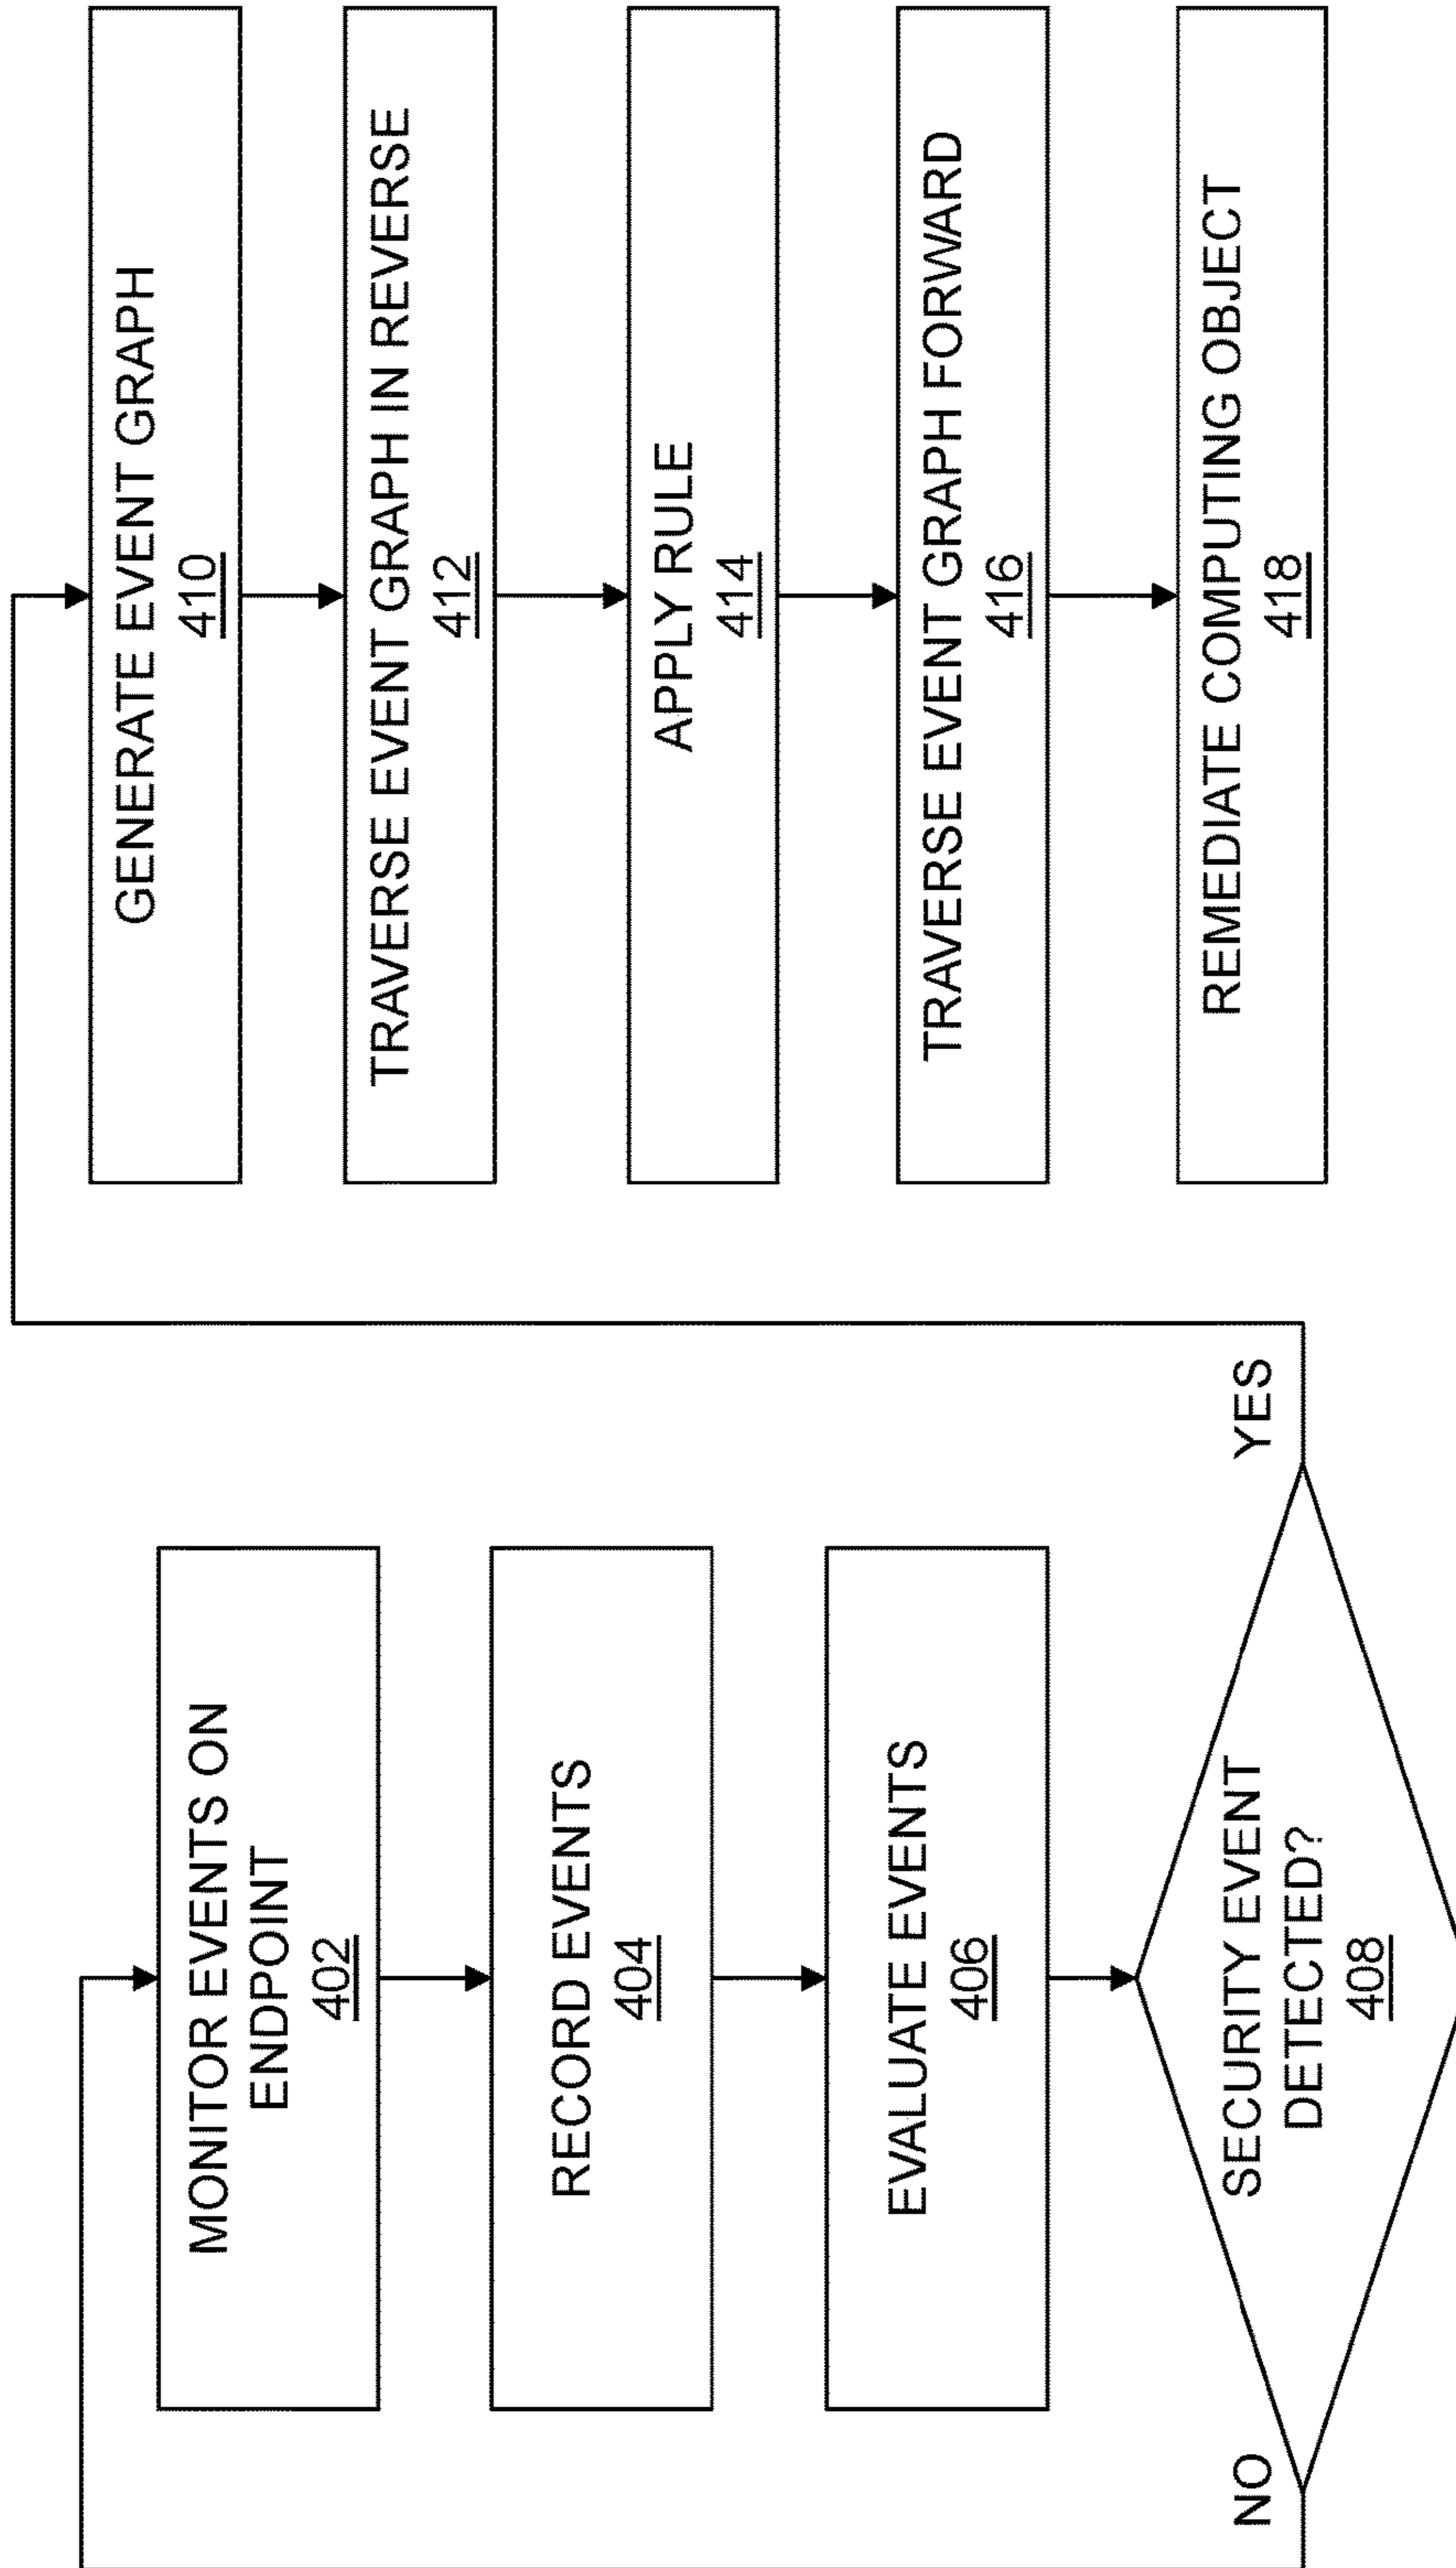 MONITOR EVENTS ON
ENDPOINT
402
RECORD EVENTS
404
EVALUATE EVENTS
406
SECURITY EVENT
DETECTED?
408
NO
YES
GENERATE EVENT GRAPH
410
TRAVERSE EVENT GRAPH IN REVERSE
412
APPLY RULE
414
TRAVERSE EVENT GRAPH FORWARD
416
REMEDIATE COMPUTING OBJECT
418